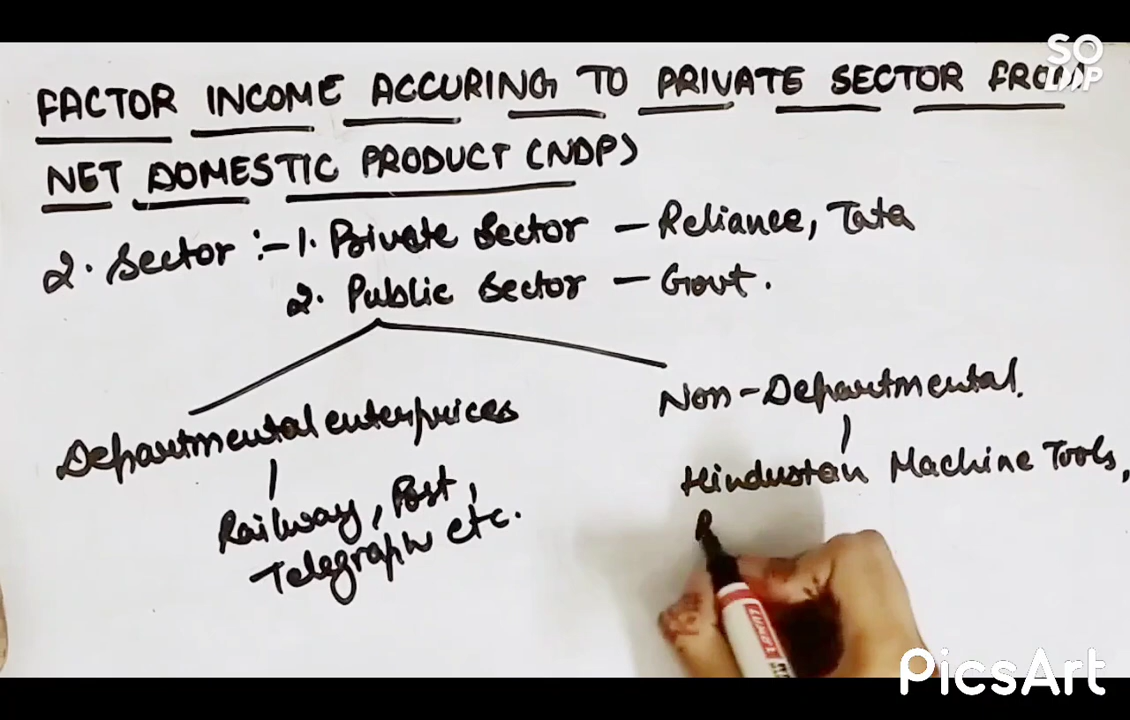 FACTOR INCOME ACCURING TO PRIVATE SECTOR FROM
NET DOMESTIC PRODUCT (NDP)
2. Sector :- 1. Private Sector - Reliance, Tata
2. Public Sector - Govt.
Departmental enterprices
Railway, Post,
Telegraph etc.
Non-Departmental.
Hindustan Machine Tools,
LUXOR
PicsArt